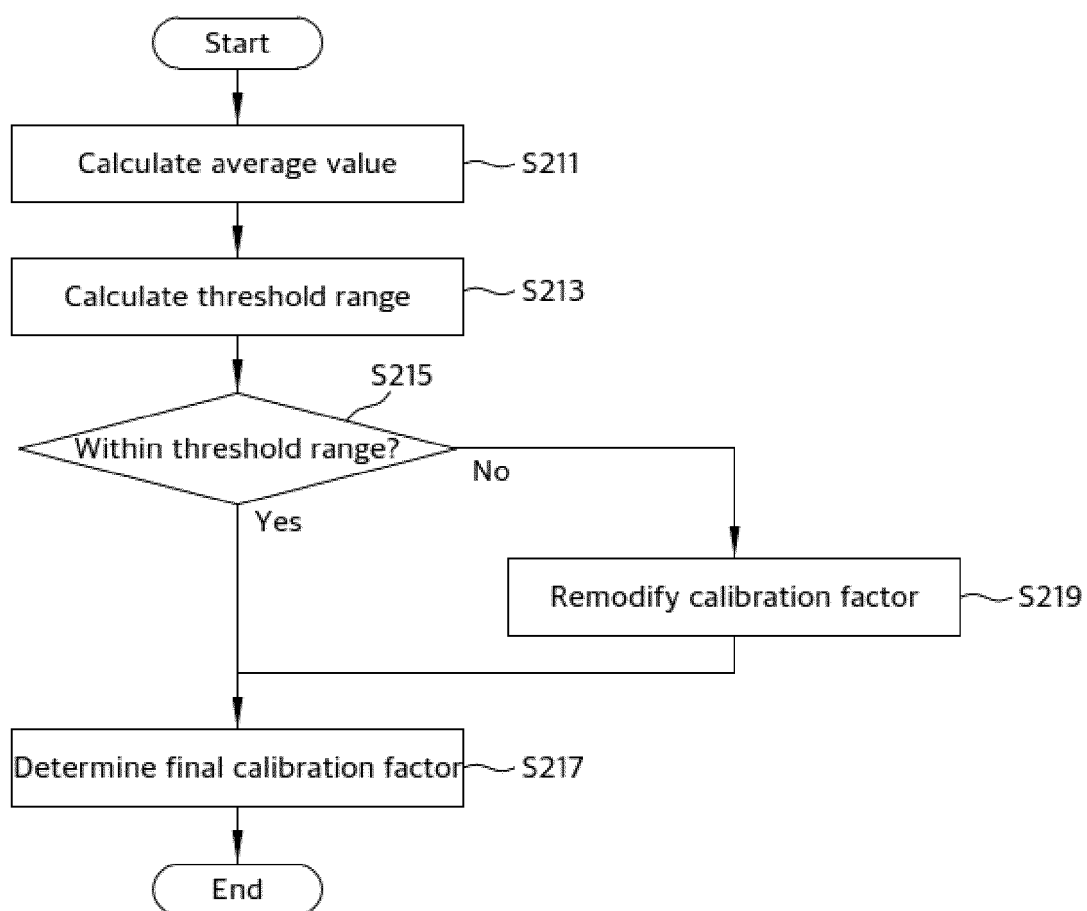 Start
Calculate average value
S211
Calculate threshold range
S213
S215
Within threshold range?
No
Yes
Remodify calibration factor
S219
Determine final calibration factor
S217
End